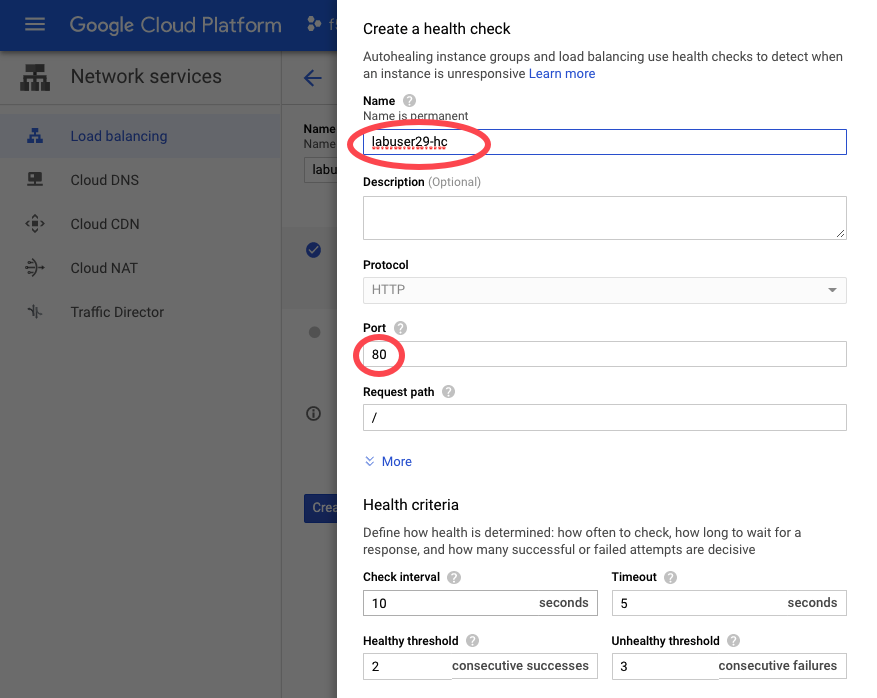 Google Cloud Platform
f5
Network services
Load balancing
Cloud DNS
Cloud CDN
Cloud NAT
Traffic Director
Name
Name
labu
Crea
Create a health check
Autohealing instance groups and load balancing use health checks to detect when
an instance is unresponsive Learn more
Name
Name is permanent
labuser29-hc
Description (Optional)
Protocol
HTTP
Port
80
Request path
/
More
Health criteria
Define how health is determined: how often to check, how long to wait for a
response, and how many successful or failed attempts are decisive
Check interval Timeout
10 seconds 5 seconds
Healthy threshold Unhealthy threshold
2 consecutive successes 3 consecutive failures